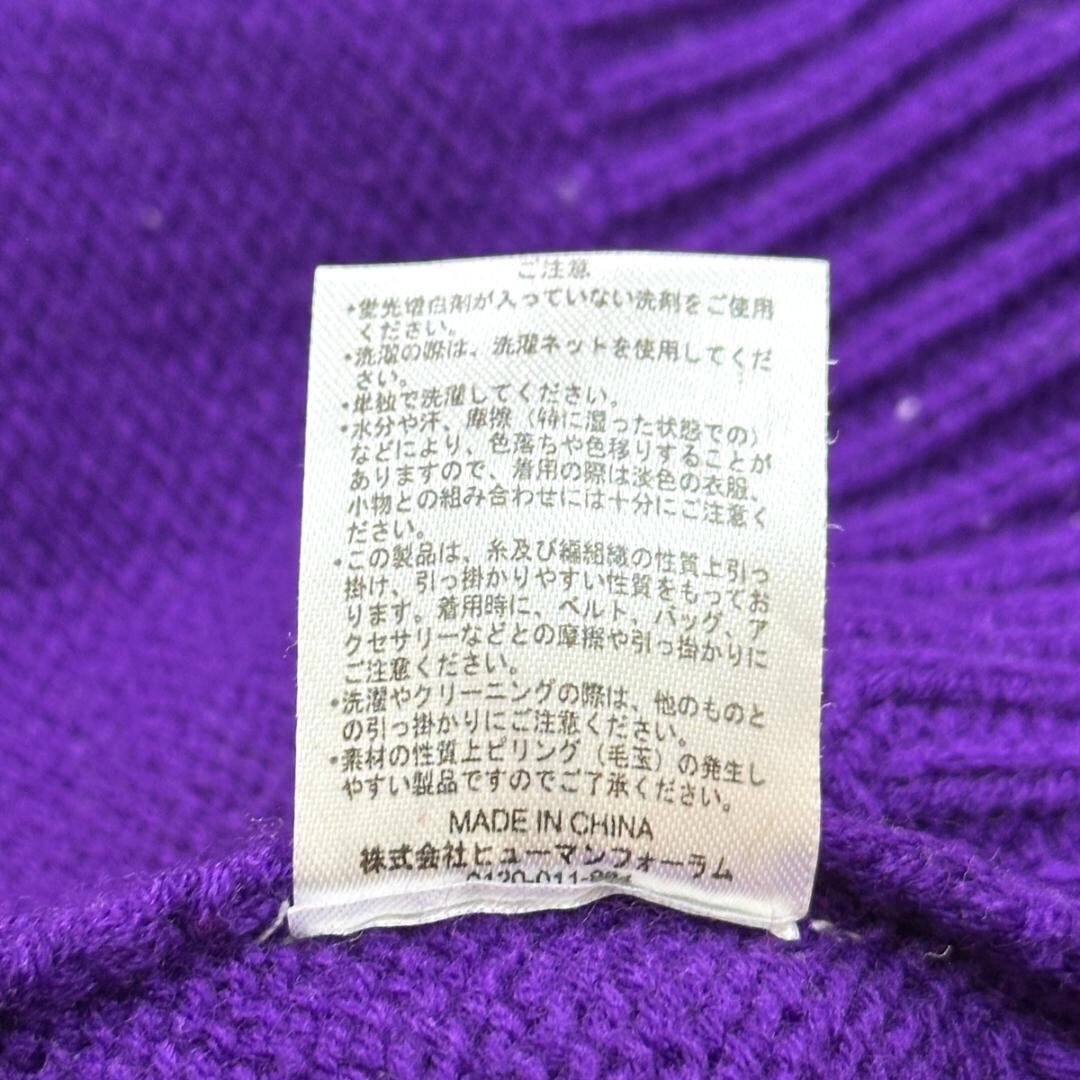 ご注意
・蛍光増白剤が入っていない洗剤をご使用
ください。
・洗濯の際は、洗濯ネットを使用してくだ
さい。
・単独で洗濯してください。
・水分や汗、摩擦(特に湿った状態での)
などにより、色落ちや色移りすることが
ありますので、着用の際は淡色の衣服、
小物との組み合わせには十分にご注意く
ださい。
・この製品は、糸及び編組織の性質上引っ
掛け、引っ掛かりやすい性質をもってお
ります。着用時に、ベルト、バッグ、ア
クセサリーなどとの摩擦や引っ掛かりに
ご注意ください。
・洗濯やクリーニングの際は、他のものと
の引っ掛かりにご注意ください。
・素材の性質上ピリング(毛玉)の発生し
やすい製品ですのでご了承ください。
MADE IN CHINA
株式会社ヒューマンフォーラム
0120-011-